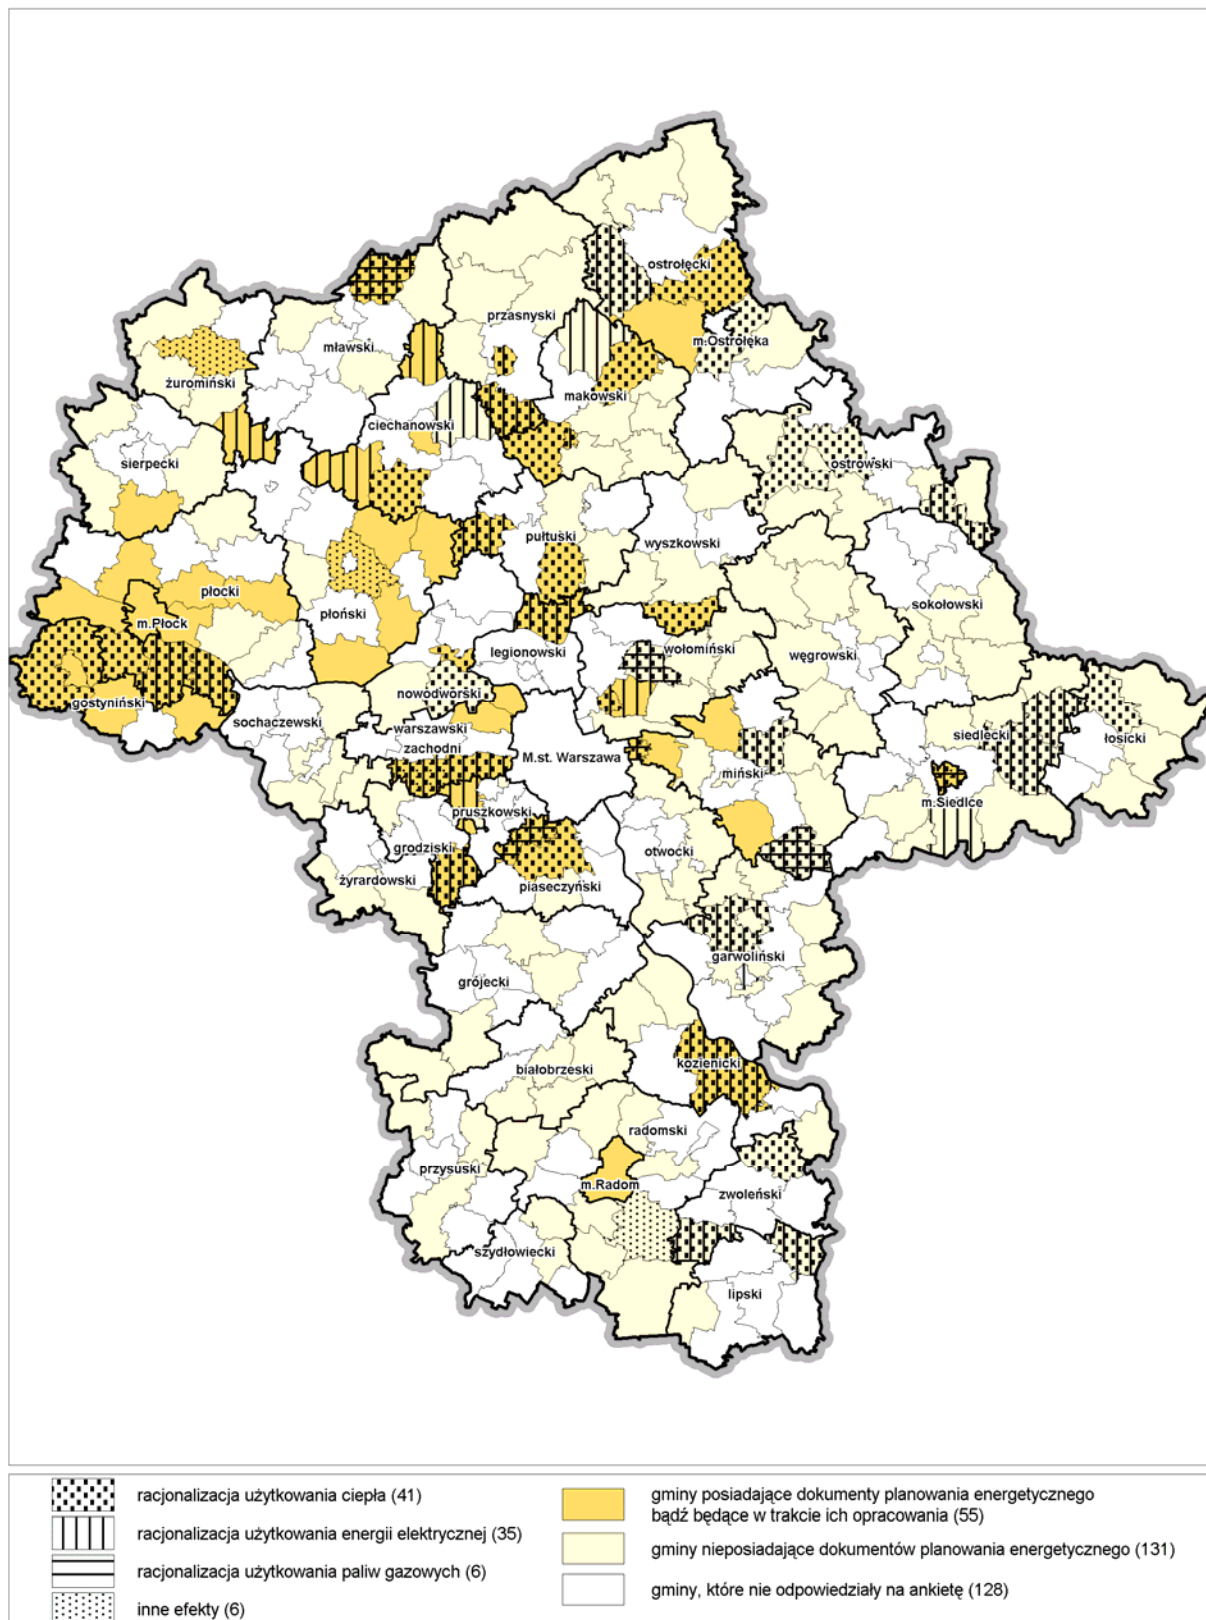 ostrołęcki
przasnyski
m.Ostrołęka
mławski
żuromiński
makowski
ciechanowski
sierpecki
ostrowski
pułtuski
wyszkowski
płocki
sokołowski
płoński
m.Płock
legionowski
wołomiński
węgrowski
nowodworski
gostyniński
sochaczewski
warszawski
zachodni
siedlecki
łosicki
M.st. Warszawa
miński
m.Siedlce
pruszkowski
grodziski
otwocki
żyrardowski
piaseczyński
garwoliński
grójecki
kozienicki
białobrzeski
radomski
przysuski
m.Radom
zwoleński
szydłowiecki
lipski
racjonalizacja użytkowania ciepła (41)
racjonalizacja użytkowania energii elektrycznej (35)
racjonalizacja użytkowania paliw gazowych (6)
inne efekty (6)
gminy posiadające dokumenty planowania energetycznego
bądź będące w trakcie ich opracowania (55)
gminy nieposiadające dokumentów planowania energetycznego (131)
gminy, które nie odpowiedziały na ankietę (128)